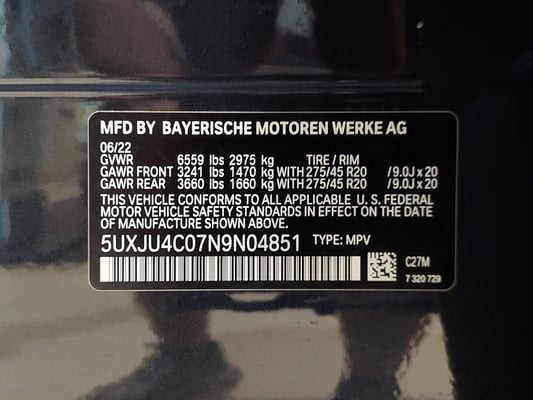 MFD BY BAYERISCHE MOTOREN WERKE AG
06/22
GVWR 6559 lbs 2975 kg TIRE / RIM
GAWR FRONT 3241 lbs 1470 kg WITH 275/45 R20 /9.0J x 20
GAWR REAR 3660 lbs 1660 kg WITH 275/45 R20 /9.0J x 20
THIS VEHICLE CONFORMS TO ALL APPLICABLE U.S. FEDERAL
MOTOR VEHICLE SAFETY STANDARDS IN EFFECT ON THE DATE
OF MANUFACTURE SHOWN ABOVE.
5UXJU4C07N9N04851 TYPE: MPV
C27M
7 320 729